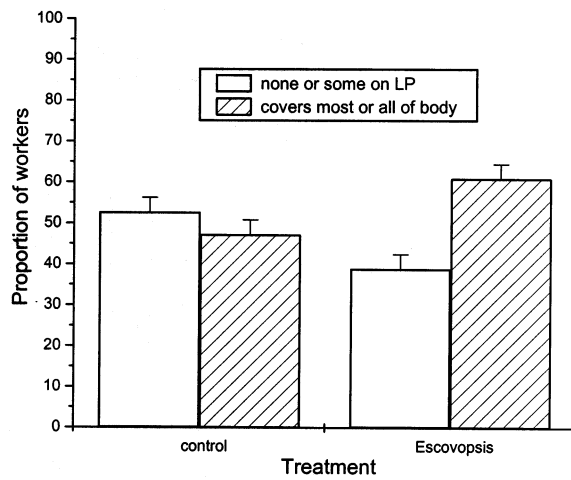 100
90
80
70
60
50
40
30
20
10
0
Proportion of workers
none or some on LP
covers most or all of body
control
Escovopsis
Treatment